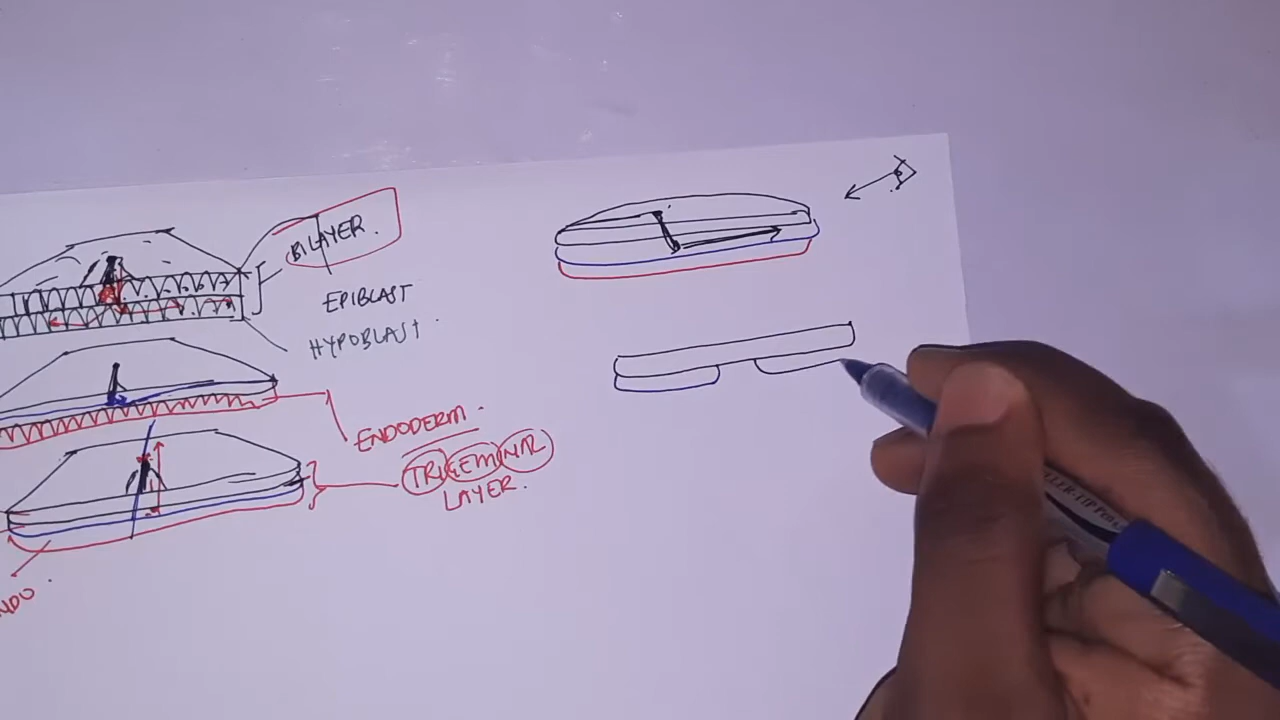 BILAYER.
EPIBLAST
HYPOBLAST.
ENDODERM.
TRIGEMINAL
LAYER.